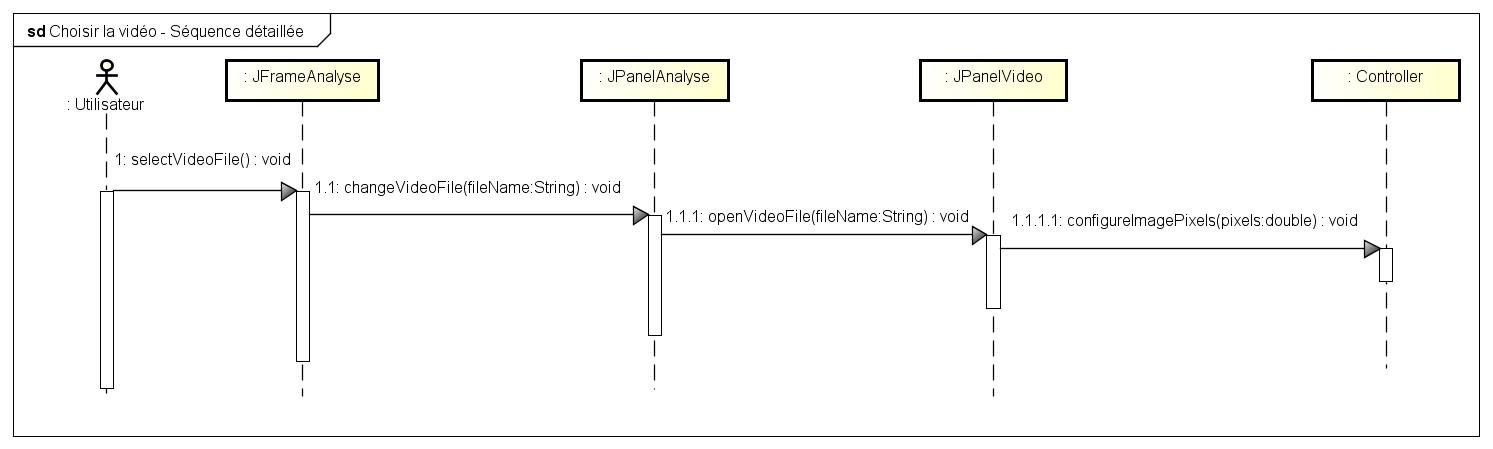 sd Choisir la vidéo - Séquence détaillée
: Utilisateur
: JFrameAnalyse
: JPanelAnalyse
: JPanelVideo
: Controller
1: selectVideoFile() : void
1.1: changeVideoFile(fileName:String) : void
1.1.1: openVideoFile(fileName:String) : void
1.1.1.1: configureImagePixels(pixels:double) : void